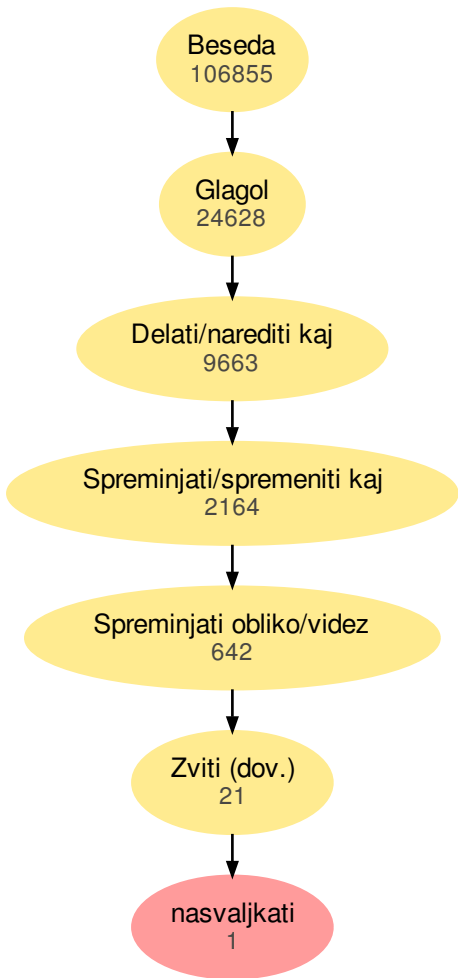 Beseda
106855
Glagol
24628
Delati/narediti kaj
9663
Spreminjati/spremeniti kaj
2164
Spreminjati obliko/videz
642
Zviti (dov.)
21
nasvaljkati
1